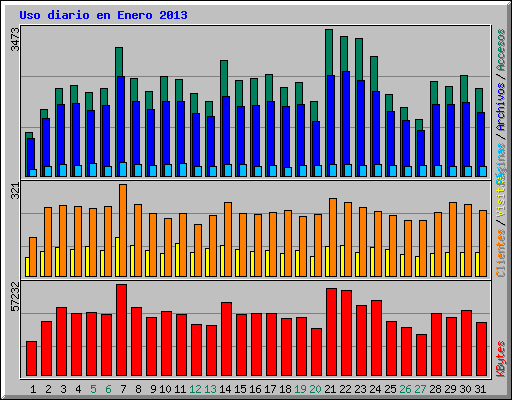 Uso diario en Enero 2013
3473
321
57232
KBytes
Clientes / Visitas
Páginas / Archivos / Accesos
1 2 3 4 5 6 7 8 9 10 11 12 13 14 15 16 17 18 19 20 21 22 23 24 25 26 27 28 29 30 31